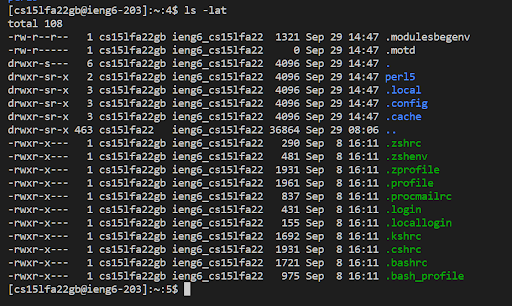 [cs15lfa22gb@ieng6-203]:~:4$ ls -lat
total 108
-rw-r--r-- 1 cs15lfa22gb ieng6_cs15lfa22 1321 Sep 29 14:47 .modulesbegenv
-rw-r----- 1 cs15lfa22gb ieng6_cs15lfa22 0 Sep 29 14:47 .motd
drwxr-s--- 6 cs15lfa22gb ieng6_cs15lfa22 4096 Sep 29 14:47 .
drwxr-sr-x 2 cs15lfa22gb ieng6_cs15lfa22 4096 Sep 29 14:47 perl5
drwxr-sr-x 3 cs15lfa22gb ieng6_cs15lfa22 4096 Sep 29 14:47 .local
drwxr-sr-x 3 cs15lfa22gb ieng6_cs15lfa22 4096 Sep 29 14:47 .config
drwxr-sr-x 3 cs15lfa22gb ieng6_cs15lfa22 4096 Sep 29 14:47 .cache
drwxr-sr-x 463 cs15lfa22 ieng6_cs15lfa22 36864 Sep 29 08:06 ..
-rwxr-x--- 1 cs15lfa22gb ieng6_cs15lfa22 290 Sep 8 16:11 .zshrc
-rwxr-x--- 1 cs15lfa22gb ieng6_cs15lfa22 481 Sep 8 16:11 .zshenv
-rwxr-x--- 1 cs15lfa22gb ieng6_cs15lfa22 1931 Sep 8 16:11 .zprofile
-rwxr-x--- 1 cs15lfa22gb ieng6_cs15lfa22 1961 Sep 8 16:11 .profile
-rwxr-x--- 1 cs15lfa22gb ieng6_cs15lfa22 837 Sep 8 16:11 .procmailrc
-rwxr-x--- 1 cs15lfa22gb ieng6_cs15lfa22 431 Sep 8 16:11 .login
-rwxr-x--- 1 cs15lfa22gb ieng6_cs15lfa22 155 Sep 8 16:11 .locallogin
-rwxr-x--- 1 cs15lfa22gb ieng6_cs15lfa22 1692 Sep 8 16:11 .kshrc
-rwxr-x--- 1 cs15lfa22gb ieng6_cs15lfa22 1931 Sep 8 16:11 .cshrc
-rwxr-x--- 1 cs15lfa22gb ieng6_cs15lfa22 1721 Sep 8 16:11 .bashrc
-rwxr-x--- 1 cs15lfa22gb ieng6_cs15lfa22 975 Sep 8 16:11 .bash_profile
[cs15lfa22gb@ieng6-203]:~:5$